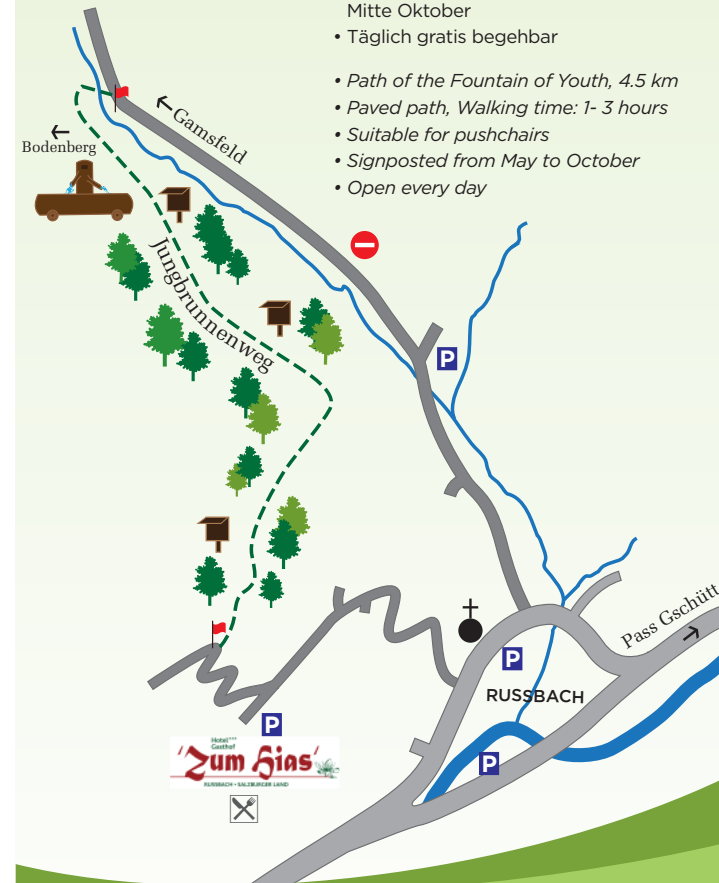 Mitte Oktober
• Täglich gratis begehbar
• Path of the Fountain of Youth, 4.5 km
• Paved path, Walking time: 1- 3 hours
• Suitable for pushchairs
• Signposted from May to October
• Open every day
Gamsfeld
Bodenberg
Jungbrunnenweg
P
Pass Gschütt
P
RUSSBACH
P
P
Hotel***
Gasthof
'Zum Hias'
RUSSBACH • SALZBURGER LAND